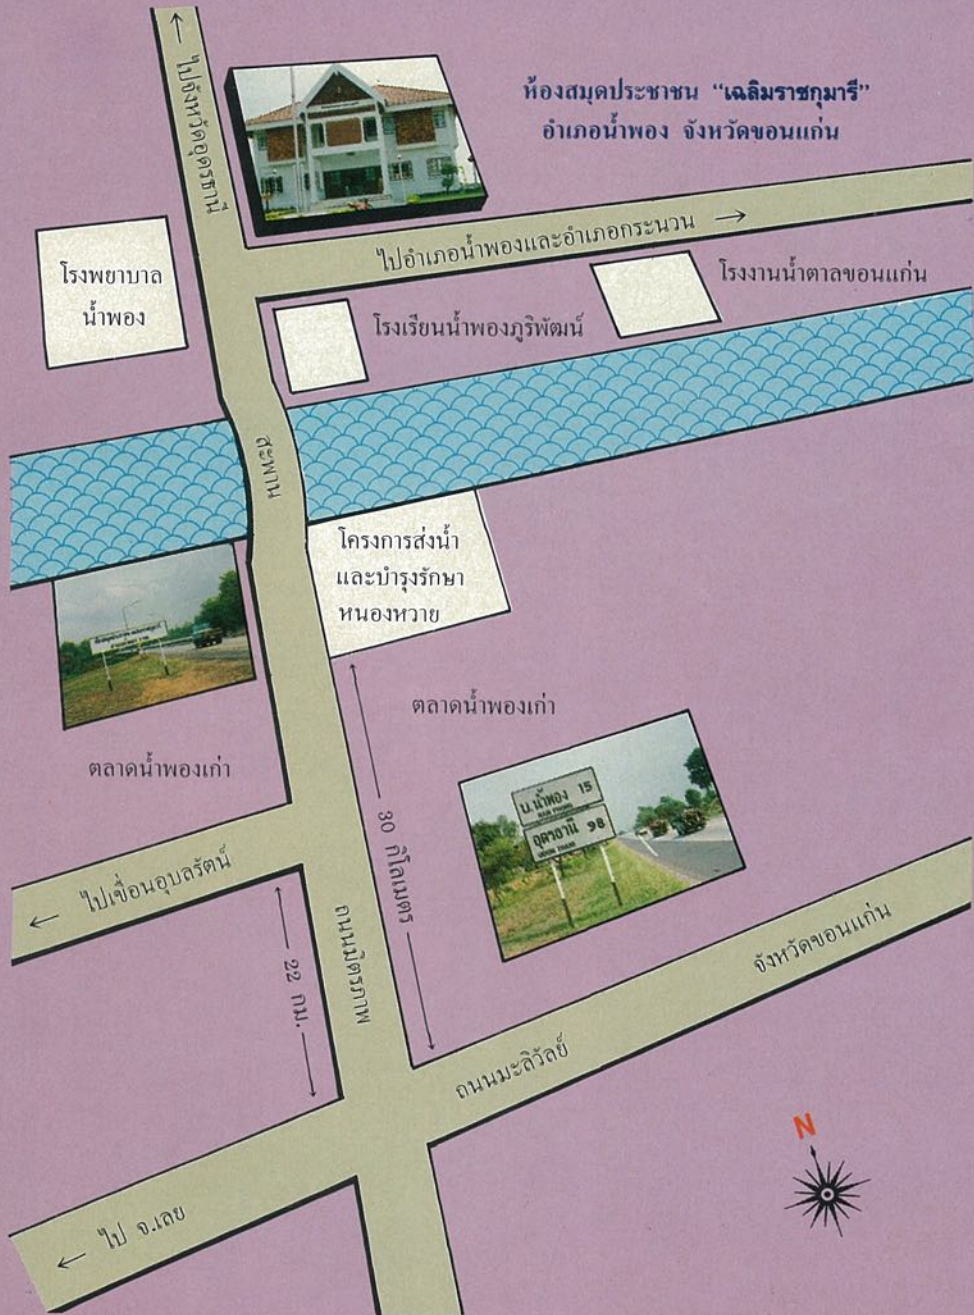 ไปจังหวัดอุดรธานี
ห้องสมุดประชาชน “เฉลิมราชกุมารี”
อำเภอน้ำพอง จังหวัดขอนแก่น
ไปอำเภอน้ำพองและอำเภอกระนวน
โรงพยาบาล
น้ำพอง
โรงงานน้ำตาลขอนแก่น
โรงเรียนน้ำพองภูริพัฒน์
สะพาน
โครงการส่งน้ำ
และบำรุงรักษา
หนองหวาย
ตลาดน้ำพองเก่า
ตลาดน้ำพองเก่า
บ.น้ำพอง 15
NAM PHONG
อุดรธานี 98
UDON THANI
30 กิโลเมตร
ไปเขื่อนอุบลรัตน์
22 กม.
ถนนมิตรภาพ
จังหวัดขอนแก่น
ถนนมะลิวัลย์
N
ไป จ.เลย